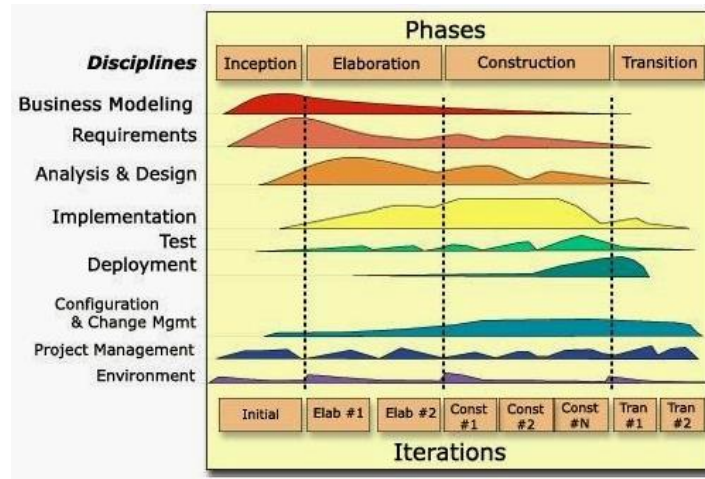 Phases
Disciplines
Inception
Elaboration
Construction
Transition
Business Modeling
Requirements
Analysis & Design
Implementation
Test
Deployment
Configuration
& Change Mgmt
Project Management
Environment
Initial
Elab #1
Elab #2
Const
#1
Const
#2
Const
#N
Tran
#1
Tran
#2
Iterations